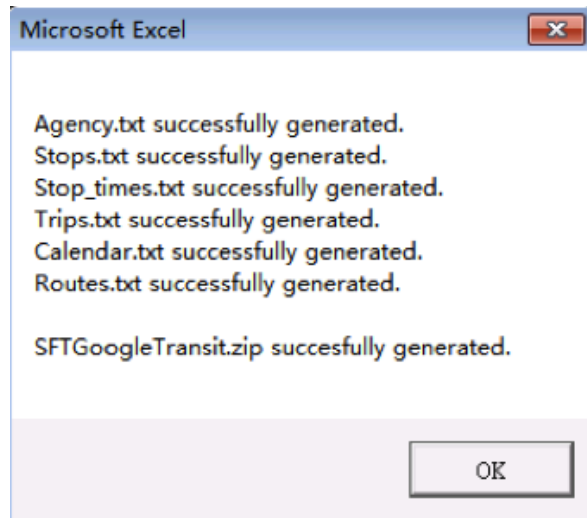 Microsoft Excel
Agency.txt successfully generated.
Stops.txt successfully generated.
Stop_times.txt successfully generated.
Trips.txt successfully generated.
Calendar.txt successfully generated.
Routes.txt successfully generated.
SFTGoogleTransit.zip succesfully generated.
OK